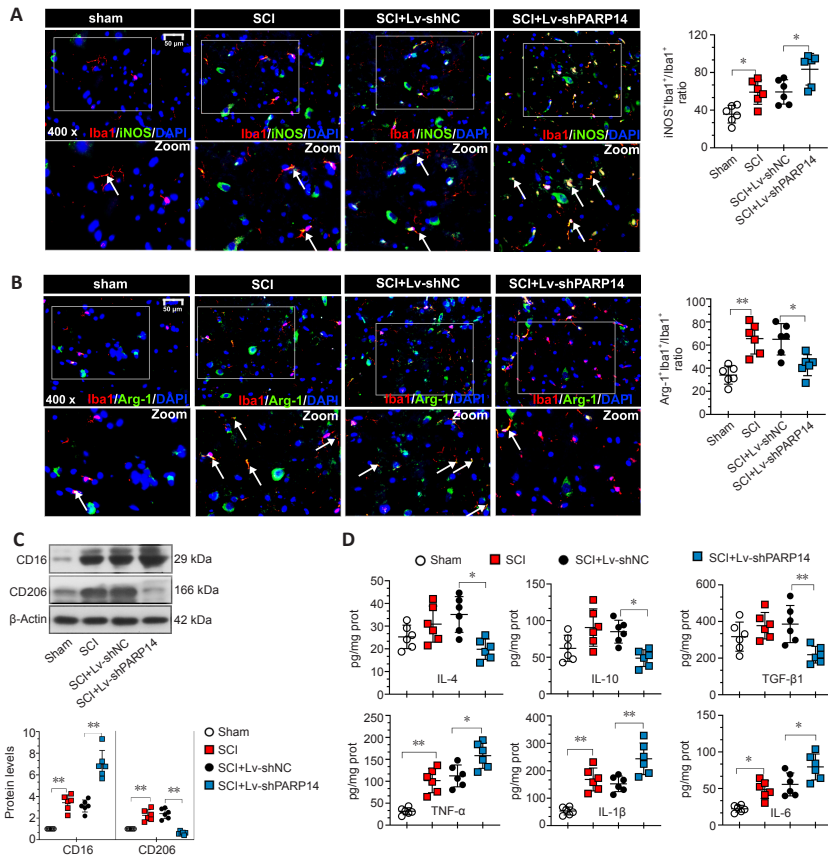 A
sham
SCI
SCI+Lv-shNC
SCI+Lv-shPARP14
50 μm
400 x
Iba1/iNOS/DAPI
Iba1/iNOS/DAPI
Iba1/iNOS/DAPI
Iba1/iNOS/DAPI
Zoom
Zoom
Zoom
Zoom
iNOS⁺Iba1⁺/Iba1⁺
ratio
120
80
40
0
*
*
Sham
SCI
SCI+Lv-shNC
SCI+Lv-shPARP14
B
sham
SCI
SCI+Lv-shNC
SCI+Lv-shPARP14
50 μm
400 x
Iba1/Arg-1/DAPI
Iba1/Arg-1/DAPI
Iba1/Arg-1/DAPI
Iba1/Arg-1/DAPI
Zoom
Zoom
Zoom
Zoom
Arg-1⁺Iba1⁺/Iba1⁺
ratio
100
80
60
40
20
0
**
*
Sham
SCI
SCI+Lv-shNC
SCI+Lv-shPARP14
C
CD16
29 kDa
CD206
166 kDa
β-Actin
42 kDa
Sham
SCI
SCI+Lv-shNC
SCI+Lv-shPARP14
Protein levels
10
8
6
4
2
0
**
**
**
**
CD16
CD206
Sham
SCI
SCI+Lv-shNC
SCI+Lv-shPARP14
D
Sham
SCI
SCI+Lv-shNC
SCI+Lv-shPARP14
pg/mg prot
50
40
30
20
10
0
*
IL-4
pg/mg prot
150
100
50
0
*
IL-10
pg/mg prot
600
400
200
0
**
TGF-β1
pg/mg prot
250
200
150
100
50
0
**
*
TNF-α
pg/mg prot
400
300
200
100
0
**
**
IL-1β
pg/mg prot
150
100
50
0
*
*
IL-6